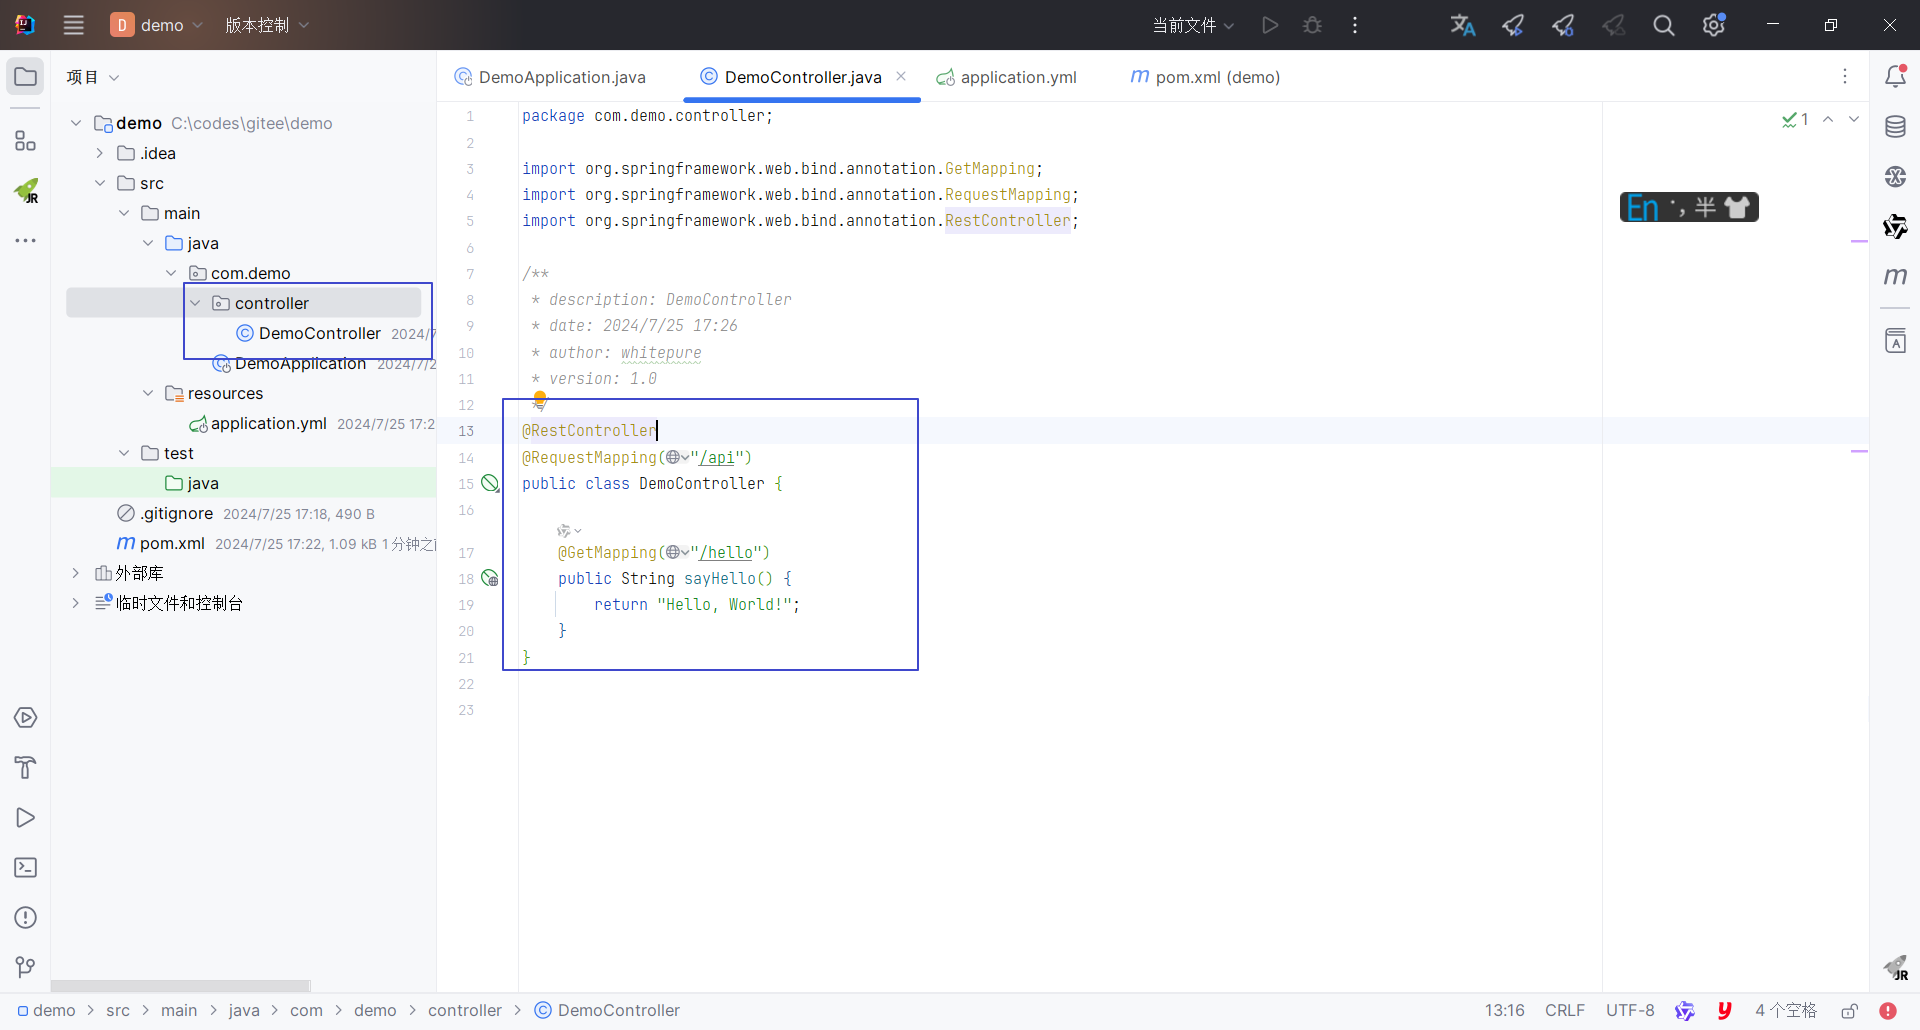 D demo 版本控制 当前文件
项目
DemoApplication.java DemoController.java application.yml m pom.xml (demo)
demo C:\codes\gitee\demo
.idea
src
main
java
com.demo
controller
DemoController 2024/7
DemoApplication 2024/7/2
resources
application.yml 2024/7/25 17:2
test
java
.gitignore 2024/7/25 17:18, 490 B
m pom.xml 2024/7/25 17:22, 1.09 kB 1 分钟之
外部库
临时文件和控制台
1 package com.demo.controller;
2
3 import org.springframework.web.bind.annotation.GetMapping;
4 import org.springframework.web.bind.annotation.RequestMapping;
5 import org.springframework.web.bind.annotation.RestController;
6
7 /**
8 * description: DemoController
9 * date: 2024/7/25 17:26
10 * author: whitepure
11 * version: 1.0
12 */
13 @RestController
14 @RequestMapping("/api")
15 public class DemoController {
16
17 @GetMapping("/hello")
18 public String sayHello() {
19 return "Hello, World!";
20 }
21 }
22
23
1
En 半
m
A
JR
JR
demo > src > main > java > com > demo > controller > DemoController
13:16 CRLF UTF-8 y 4 个空格